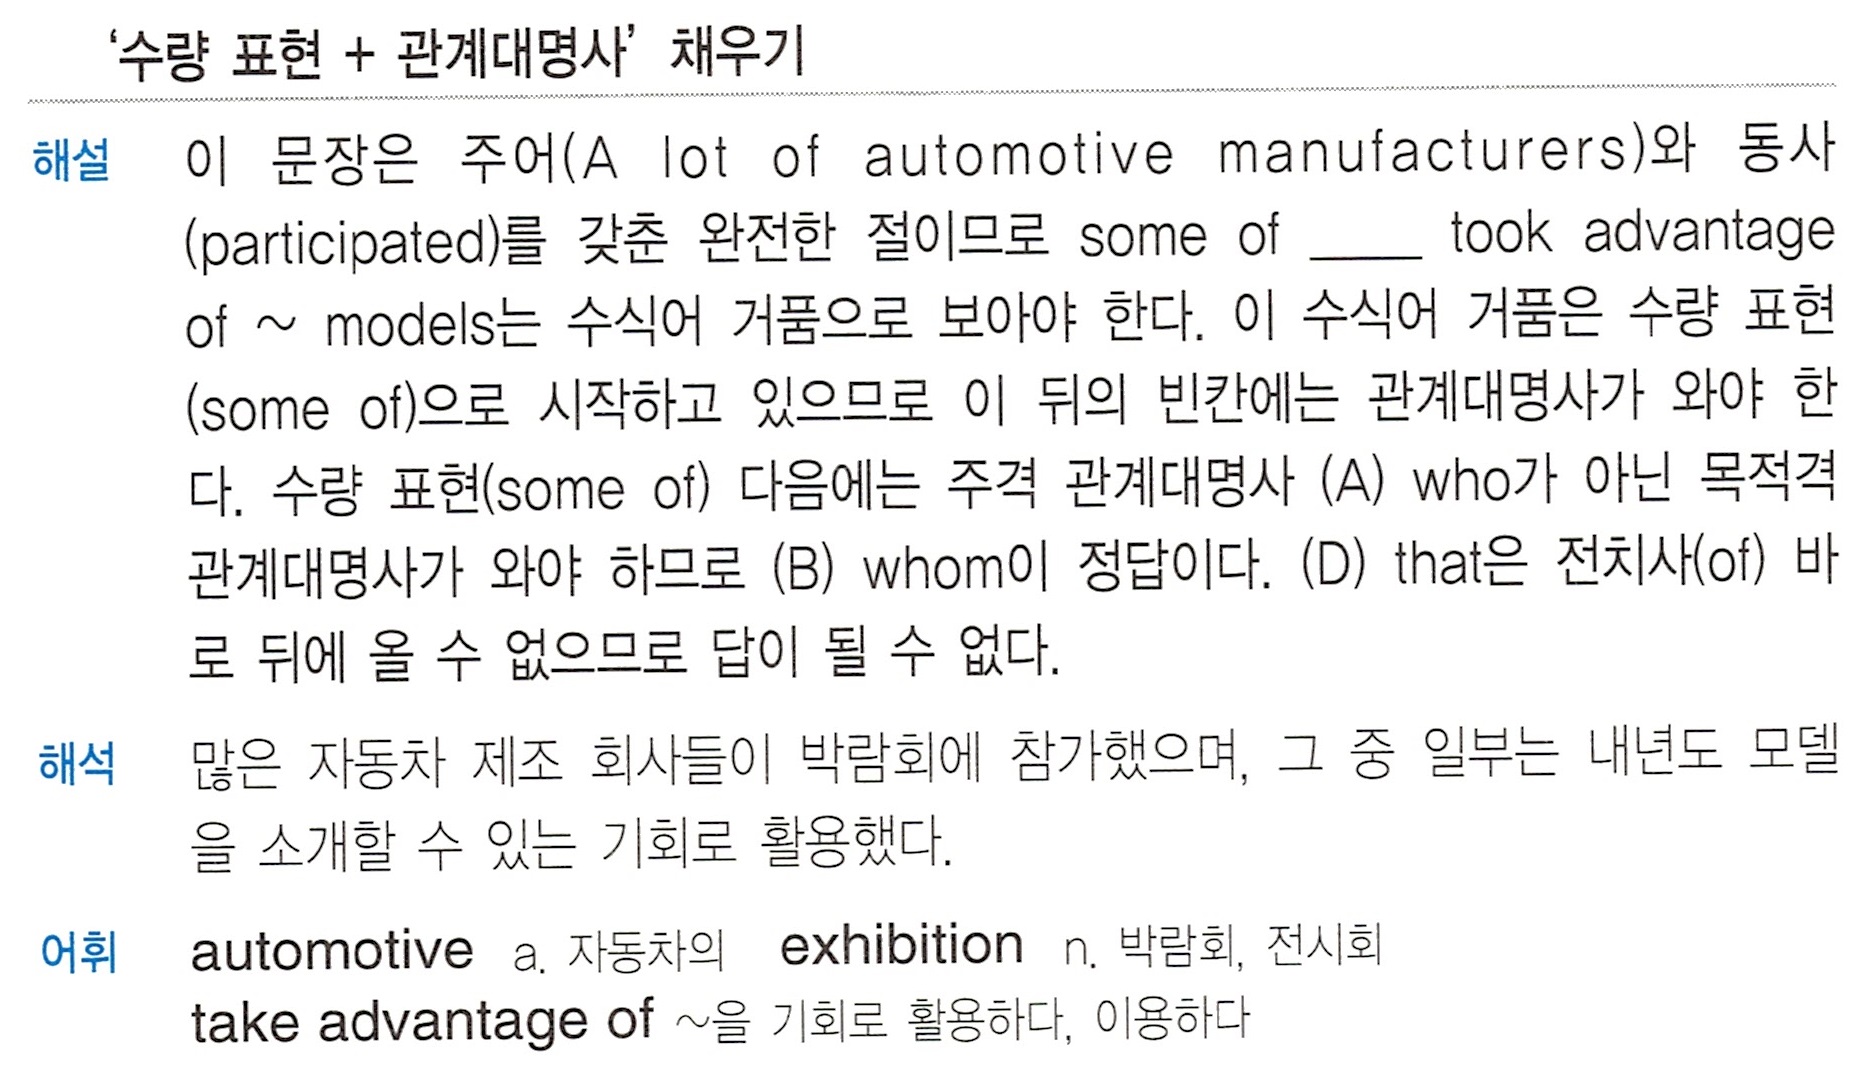 ‘수량 표현 + 관계대명사’ 채우기
해설 이 문장은 주어(A lot of automotive manufacturers)와 동사
(participated)를 갖춘 완전한 절이므로 some of ____ took advantage
of ~ models는 수식어 거품으로 보아야 한다. 이 수식어 거품은 수량 표현
(some of)으로 시작하고 있으므로 이 뒤의 빈칸에는 관계대명사가 와야 한
다. 수량 표현(some of) 다음에는 주격 관계대명사 (A) who가 아닌 목적격
관계대명사가 와야 하므로 (B) whom이 정답이다. (D) that은 전치사(of) 바
로 뒤에 올 수 없으므로 답이 될 수 없다.
해석 많은 자동차 제조 회사들이 박람회에 참가했으며, 그 중 일부는 내년도 모델
을 소개할 수 있는 기회로 활용했다.
어휘 automotive a. 자동차의 exhibition n. 박람회, 전시회
take advantage of ~을 기회로 활용하다, 이용하다